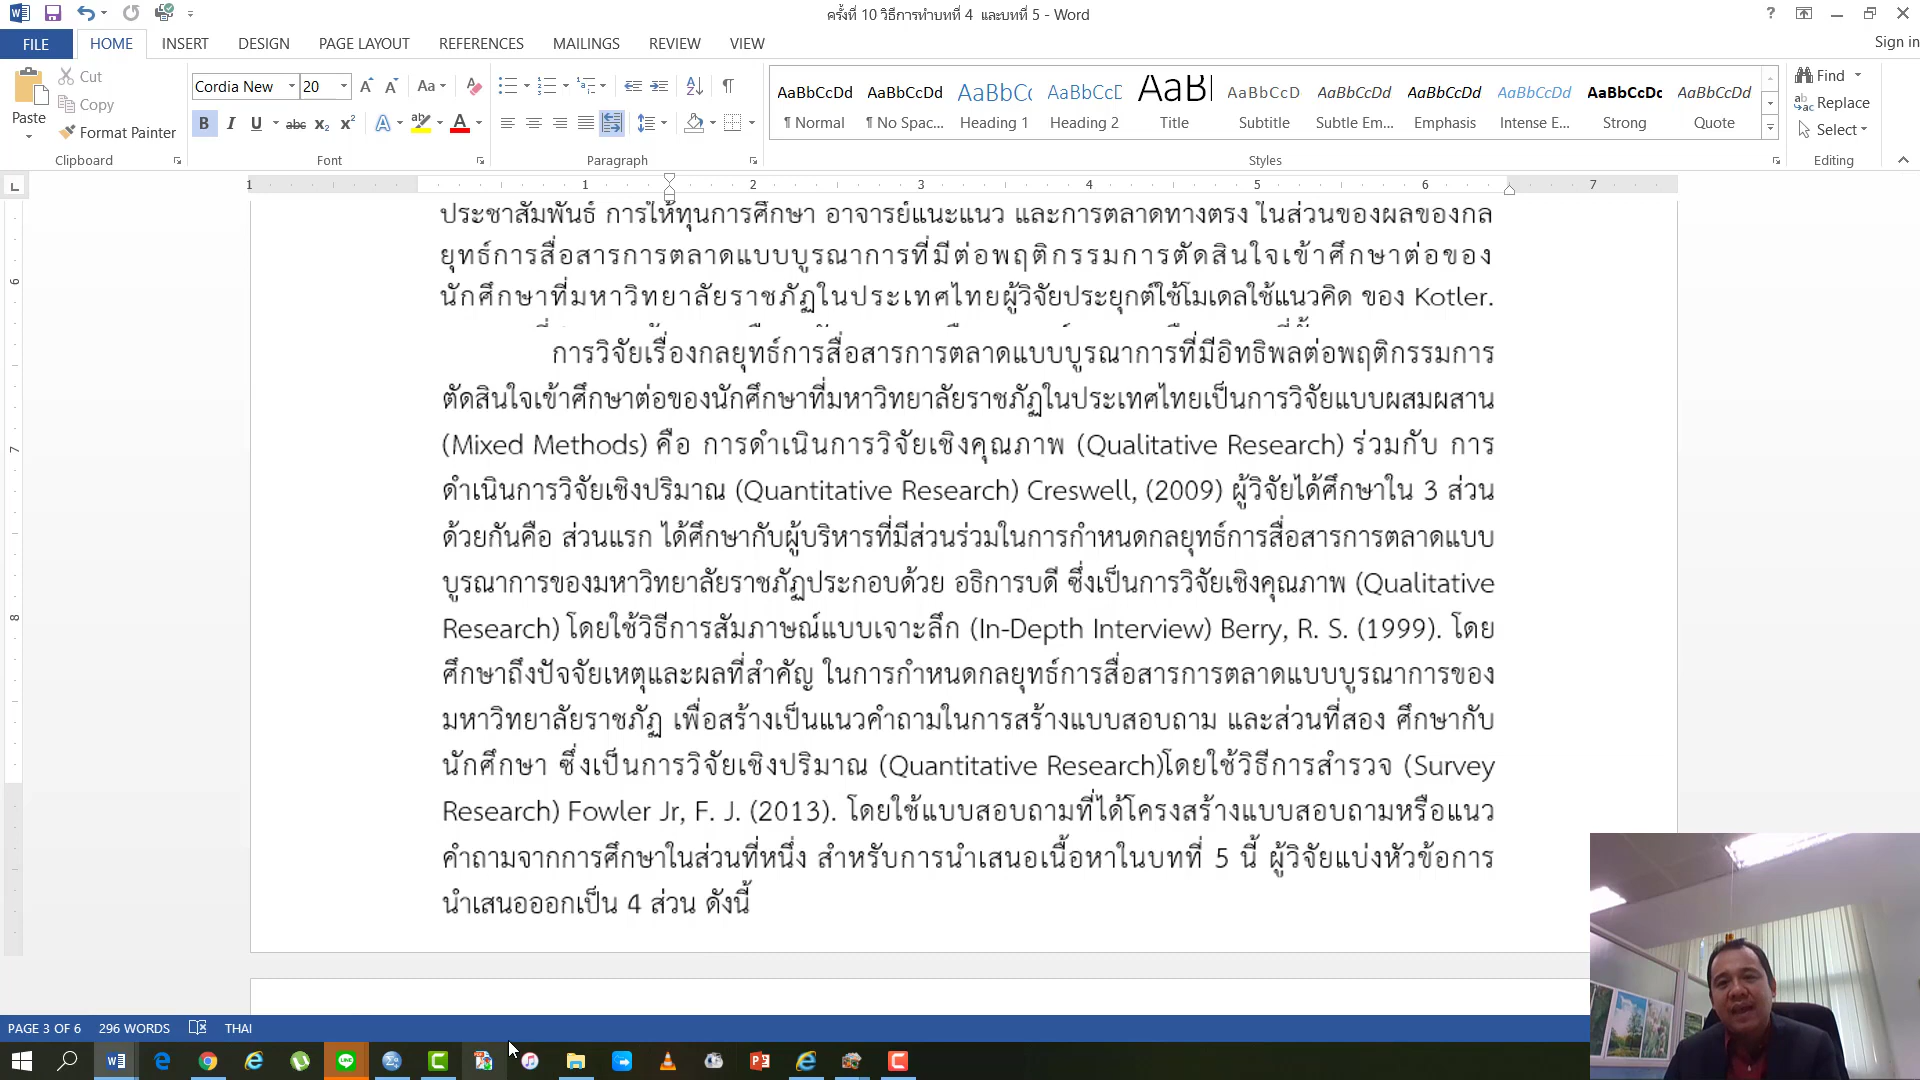 ครั้งที่ 10 วิธีการทำบทที่ 4 และบทที่ 5 - Word
Sign in
FILE HOME INSERT DESIGN PAGE LAYOUT REFERENCES MAILINGS REVIEW VIEW
Paste
Cut
Copy
Format Painter
Clipboard
Cordia New 20
Font
Paragraph
AaBbCcDd AaBbCcDd AaBbCc AaBbCcD AaBl AaBbCcD AaBbCcDd AaBbCcDd AaBbCcDd AaBbCcDc AaBbCcDd
¶ Normal ¶ No Spac... Heading 1 Heading 2 Title Subtitle Subtle Em... Emphasis Intense E... Strong Quote
Styles
Find
Replace
Select
Editing
1 1 2 3 4 5 6 7
6
7
8
ประชาสัมพันธ์ การให้ทุนการศึกษา อาจารย์แนะแนว และการตลาดทางตรง ในส่วนของผลของกล
ยุทธ์การสื่อสารการตลาดแบบบูรณาการที่มีต่อพฤติกรรมการตัดสินใจเข้าศึกษาต่อของ
นักศึกษาที่มหาวิทยาลัยราชภัฏในประเทศไทยผู้วิจัยประยุกต์ใช้โมเดลใช้แนวคิด ของ Kotler.
การวิจัยเรื่องกลยุทธ์การสื่อสารการตลาดแบบบูรณาการที่มีอิทธิพลต่อพฤติกรรมการ
ตัดสินใจเข้าศึกษาต่อของนักศึกษาที่มหาวิทยาลัยราชภัฏในประเทศไทยเป็นการวิจัยแบบผสมผสาน
(Mixed Methods) คือ การดำเนินการวิจัยเชิงคุณภาพ (Qualitative Research) ร่วมกับ การ
ดำเนินการวิจัยเชิงปริมาณ (Quantitative Research) Creswell, (2009) ผู้วิจัยได้ศึกษาใน 3 ส่วน
ด้วยกันคือ ส่วนแรก ได้ศึกษากับผู้บริหารที่มีส่วนร่วมในการกำหนดกลยุทธ์การสื่อสารการตลาดแบบ
บูรณาการของมหาวิทยาลัยราชภัฏประกอบด้วย อธิการบดี ซึ่งเป็นการวิจัยเชิงคุณภาพ (Qualitative
Research) โดยใช้วิธีการสัมภาษณ์แบบเจาะลึก (In-Depth Interview) Berry, R. S. (1999). โดย
ศึกษาถึงปัจจัยเหตุและผลที่สำคัญ ในการกำหนดกลยุทธ์การสื่อสารการตลาดแบบบูรณาการของ
มหาวิทยาลัยราชภัฏ เพื่อสร้างเป็นแนวคำถามในการสร้างแบบสอบถาม และส่วนที่สอง ศึกษากับ
นักศึกษา ซึ่งเป็นการวิจัยเชิงปริมาณ (Quantitative Research)โดยใช้วิธีการสำรวจ (Survey
Research) Fowler Jr, F. J. (2013). โดยใช้แบบสอบถามที่ได้โครงสร้างแบบสอบถามหรือแนว
คำถามจากการศึกษาในส่วนที่หนึ่ง สำหรับการนำเสนอเนื้อหาในบทที่ 5 นี้ ผู้วิจัยแบ่งหัวข้อการ
นำเสนอออกเป็น 4 ส่วน ดังนี้
PAGE 3 OF 6 296 WORDS THAI